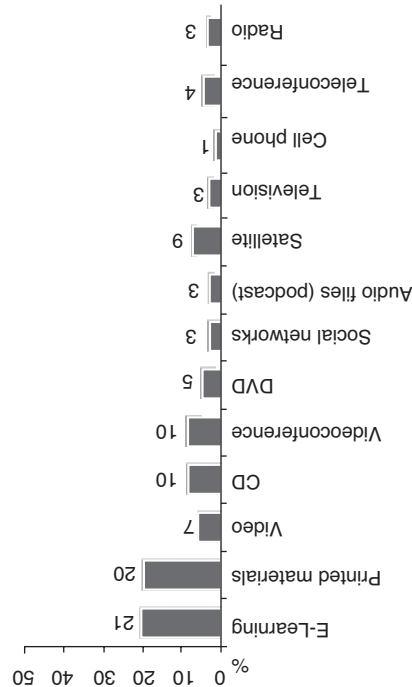 % 0 10 20 30 40 50
E-Learning 21
Printed materials 20
Video 7
CD 10
Videoconference 10
DVD 5
Social networks 3
Audio files (podcast) 3
Satellite 9
Television 3
Cell phone 1
Teleconference 4
Radio 3